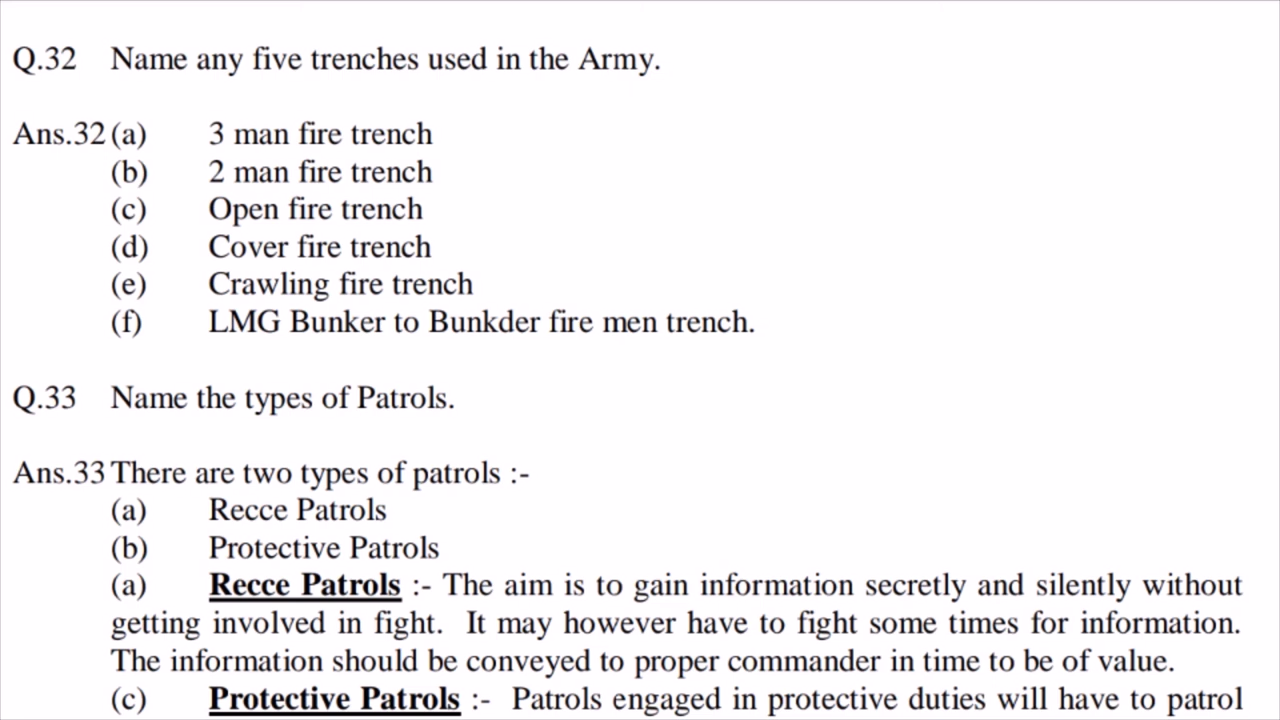 Q.32 Name any five trenches used in the Army.
Ans.32 (a) 3 man fire trench
(b) 2 man fire trench
(c) Open fire trench
(d) Cover fire trench
(e) Crawling fire trench
(f) LMG Bunker to Bunkder fire men trench.
Q.33 Name the types of Patrols.
Ans.33 There are two types of patrols :-
(a) Recce Patrols
(b) Protective Patrols
(a) Recce Patrols :- The aim is to gain information secretly and silently without
getting involved in fight. It may however have to fight some times for information.
The information should be conveyed to proper commander in time to be of value.
(c) Protective Patrols :- Patrols engaged in protective duties will have to patrol